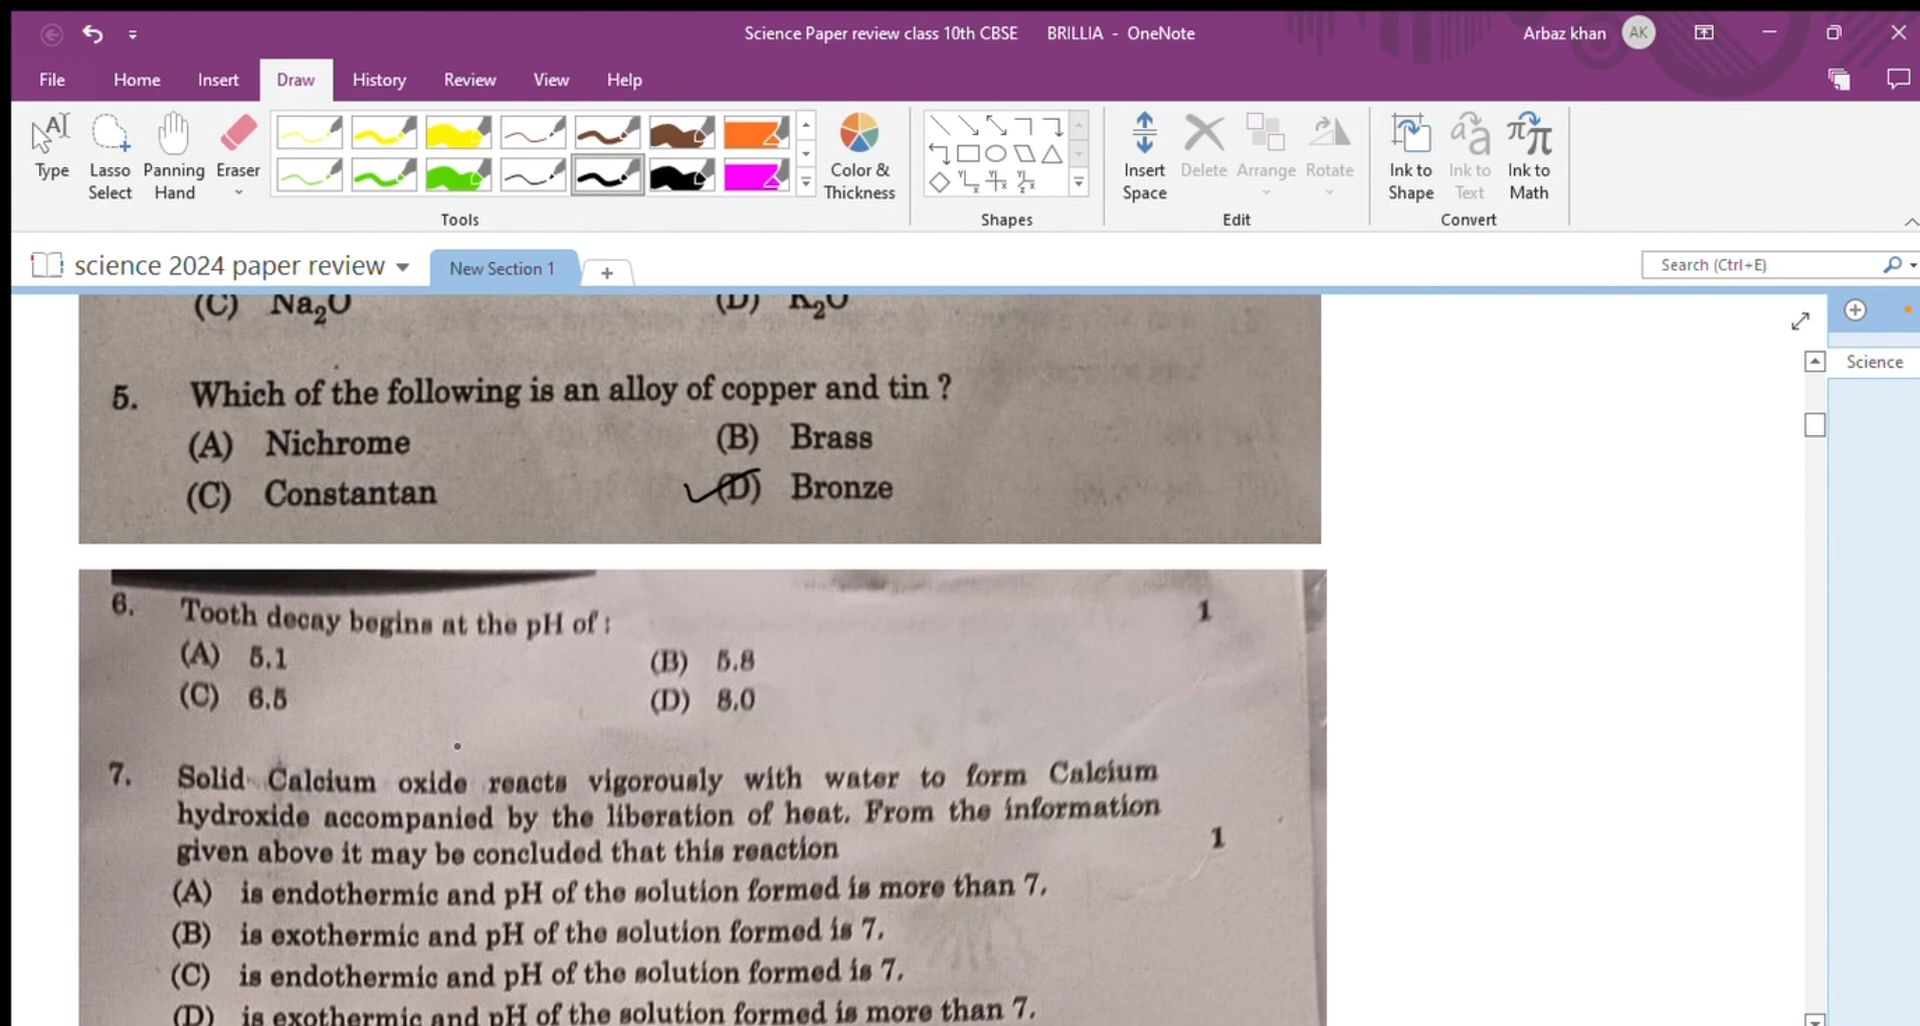 Science Paper review class 10th CBSE BRILLIA - OneNote
Arbaz khan AK
File Home Insert Draw History Review View Help
Type
Lasso Select
Panning Hand
Eraser
Color & Thickness
Insert Space
Delete
Arrange
Rotate
Ink to Shape
Ink to Text
Ink to Math
Tools Shapes Edit Convert
science 2024 paper review New Section 1 +
Search (Ctrl+E)
Science
(C) Na₂O (D) K₂O
5. Which of the following is an alloy of copper and tin ?
(A) Nichrome (B) Brass
(C) Constantan (D) Bronze
6. Tooth decay begins at the pH of : 1
(A) 5.1 (B) 5.8
(C) 6.5 (D) 8.0
7. Solid Calcium oxide reacts vigorously with water to form Calcium
hydroxide accompanied by the liberation of heat. From the information
given above it may be concluded that this reaction 1
(A) is endothermic and pH of the solution formed is more than 7.
(B) is exothermic and pH of the solution formed is 7.
(C) is endothermic and pH of the solution formed is 7.
(D) is exothermic and pH of the solution formed is more than 7.